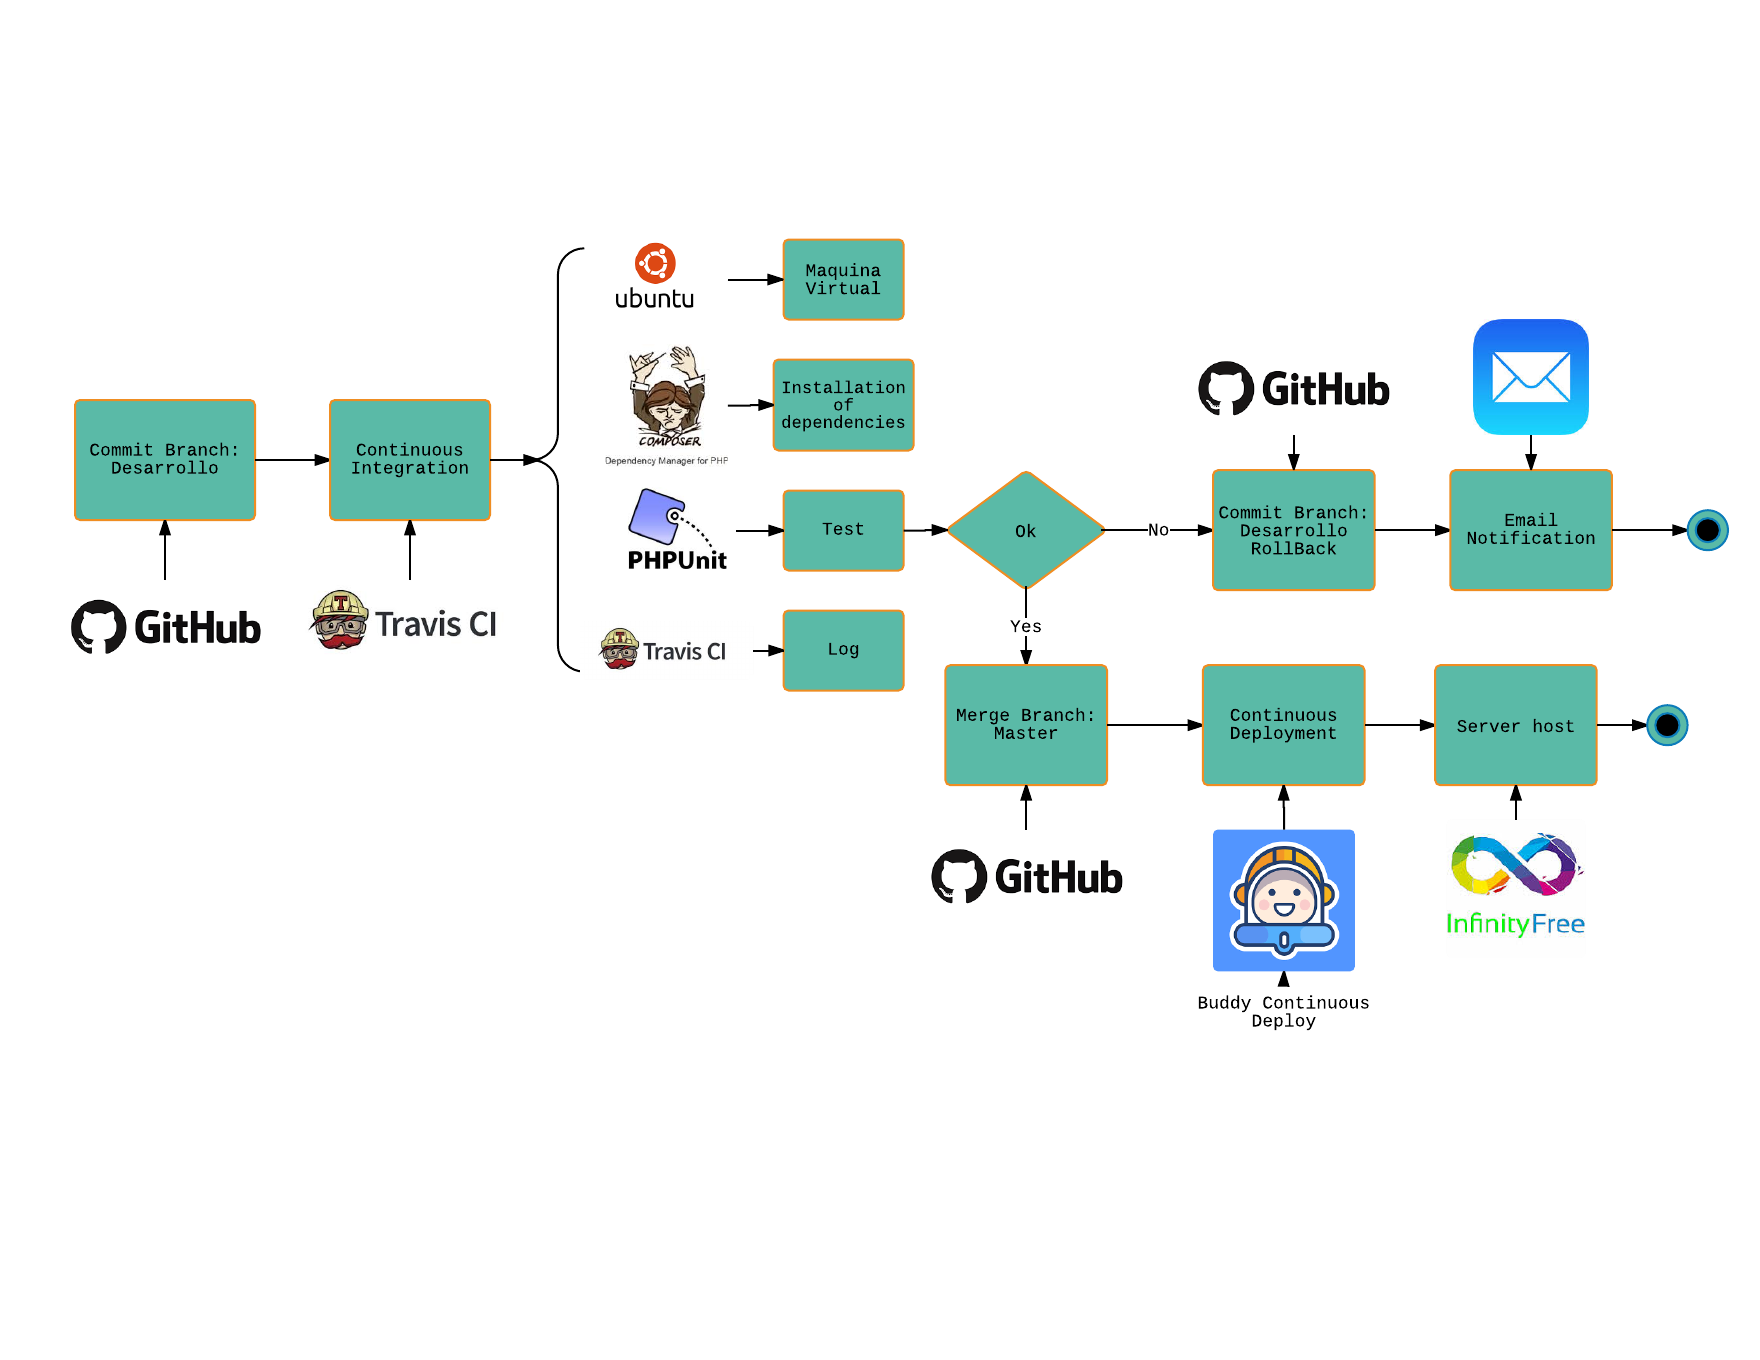 Commit Branch:
Desarrollo
GitHub
Continuous
Integration
T
Travis CI
ubuntu
Maquina
Virtual
COMPOSER
Dependency Manager for PHP
Installation
of
dependencies
PHPUnit
Test
T
Travis CI
Log
Ok
No
Yes
GitHub
Commit Branch:
Desarrollo
RollBack
Email
Notification
Merge Branch:
Master
GitHub
Continuous
Deployment
Buddy Continuous
Deploy
Server host
InfinityFree